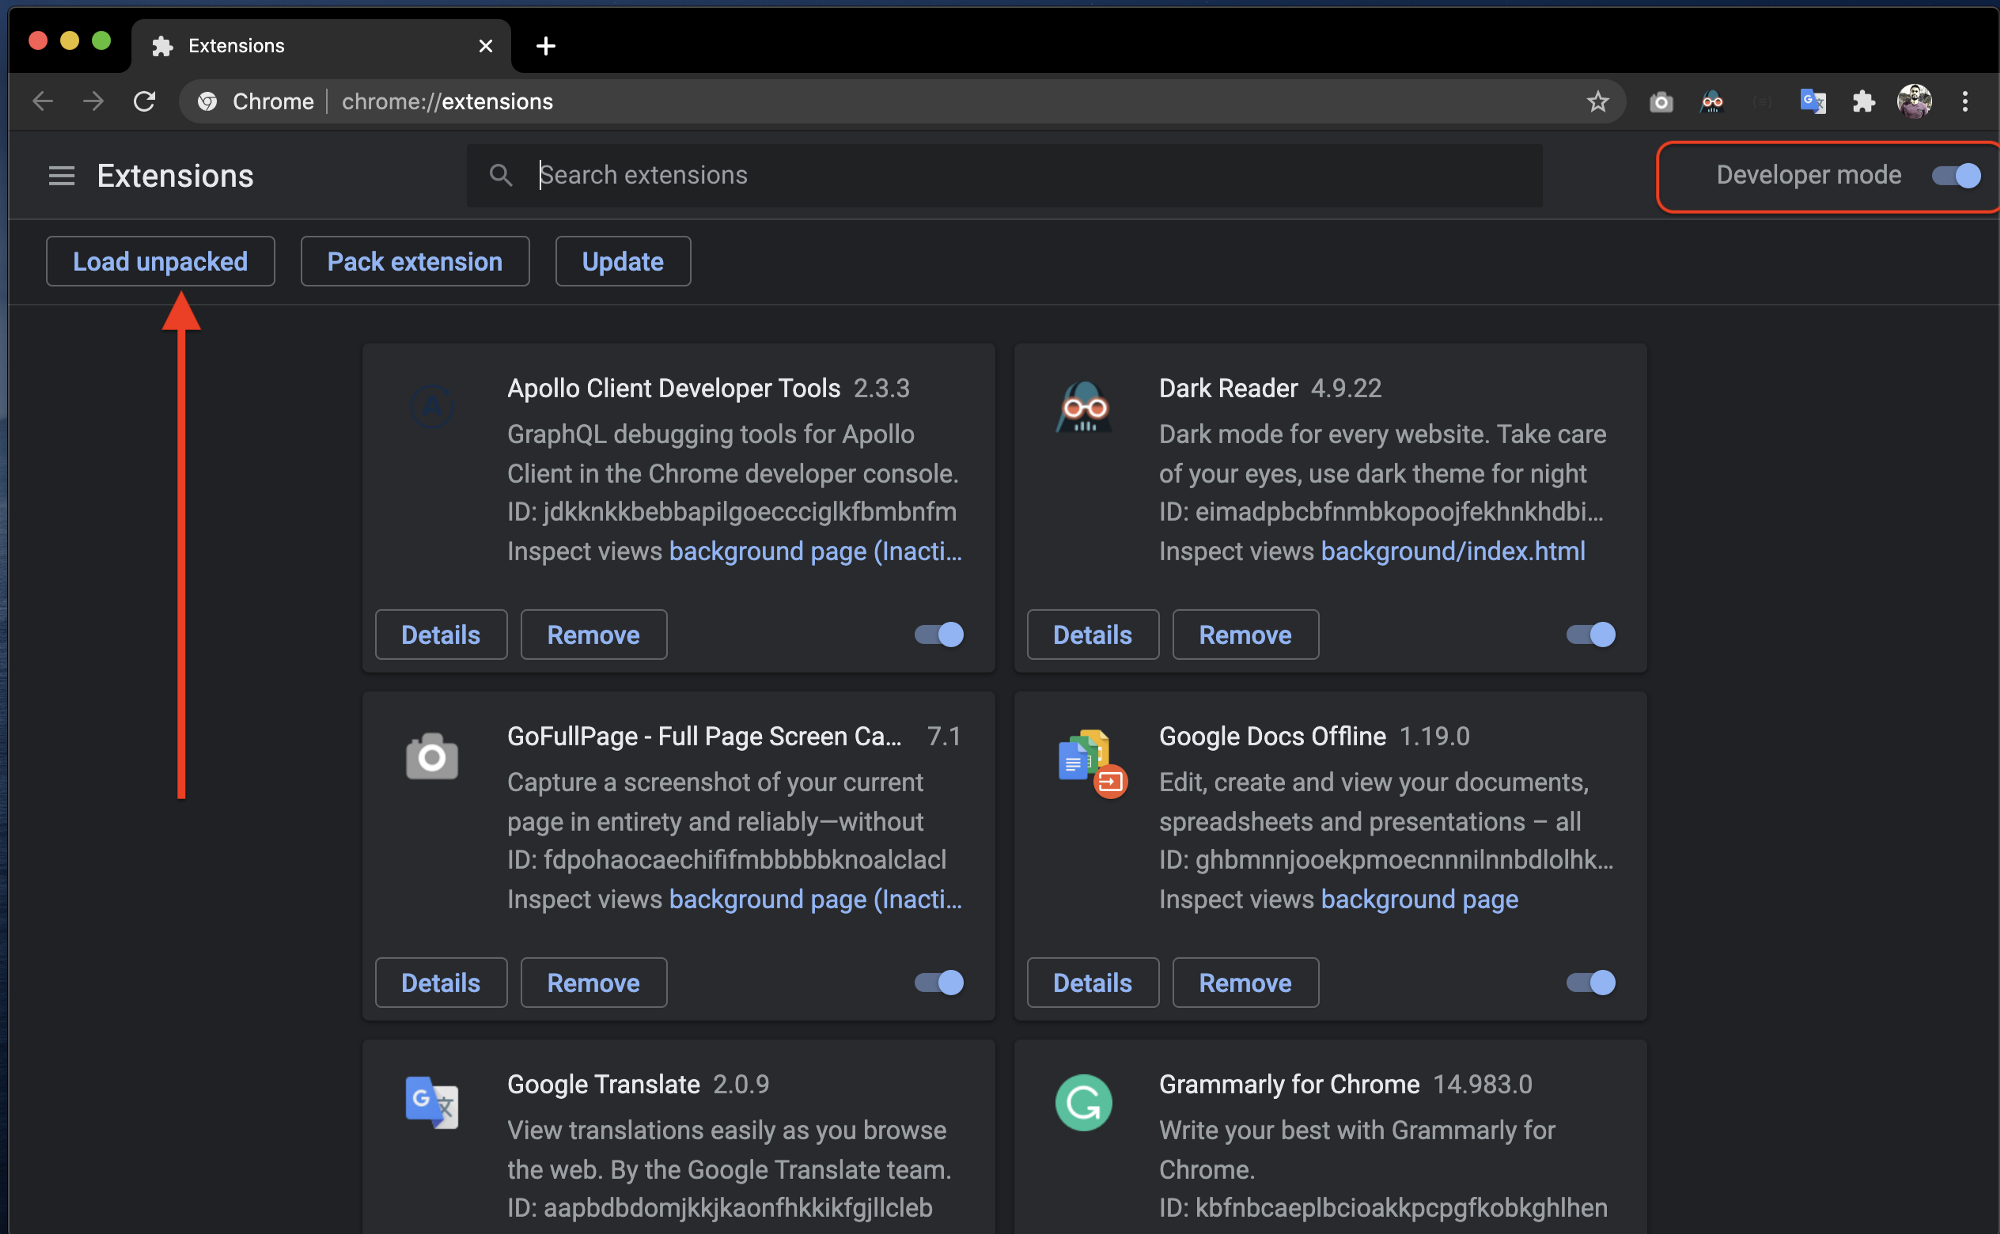 Extensions
Chrome chrome://extensions
Extensions
Search extensions
Developer mode
Load unpacked
Pack extension
Update
Apollo Client Developer Tools 2.3.3
GraphQL debugging tools for Apollo
Client in the Chrome developer console.
ID: jdkknkkbebbapilgoeccciglkfbmbnfm
Inspect views background page (Inacti...
Details
Remove
Dark Reader 4.9.22
Dark mode for every website. Take care
of your eyes, use dark theme for night
ID: eimadpbcbfnmbkopoojfekhnkhdbi...
Inspect views background/index.html
Details
Remove
GoFullPage - Full Page Screen Ca... 7.1
Capture a screenshot of your current
page in entirety and reliably—without
ID: fdpohaocaechififmbbbbbknoalclacl
Inspect views background page (Inacti...
Details
Remove
Google Docs Offline 1.19.0
Edit, create and view your documents,
spreadsheets and presentations – all
ID: ghbmnnjooekpmoecnnnilnnbdlolhk...
Inspect views background page
Details
Remove
Google Translate 2.0.9
View translations easily as you browse
the web. By the Google Translate team.
ID: aapbdbdomjkkjkaonfhkkikfgjllcleb
Grammarly for Chrome 14.983.0
Write your best with Grammarly for
Chrome.
ID: kbfnbcaeplbcioakkpcpgfkobkghlhen